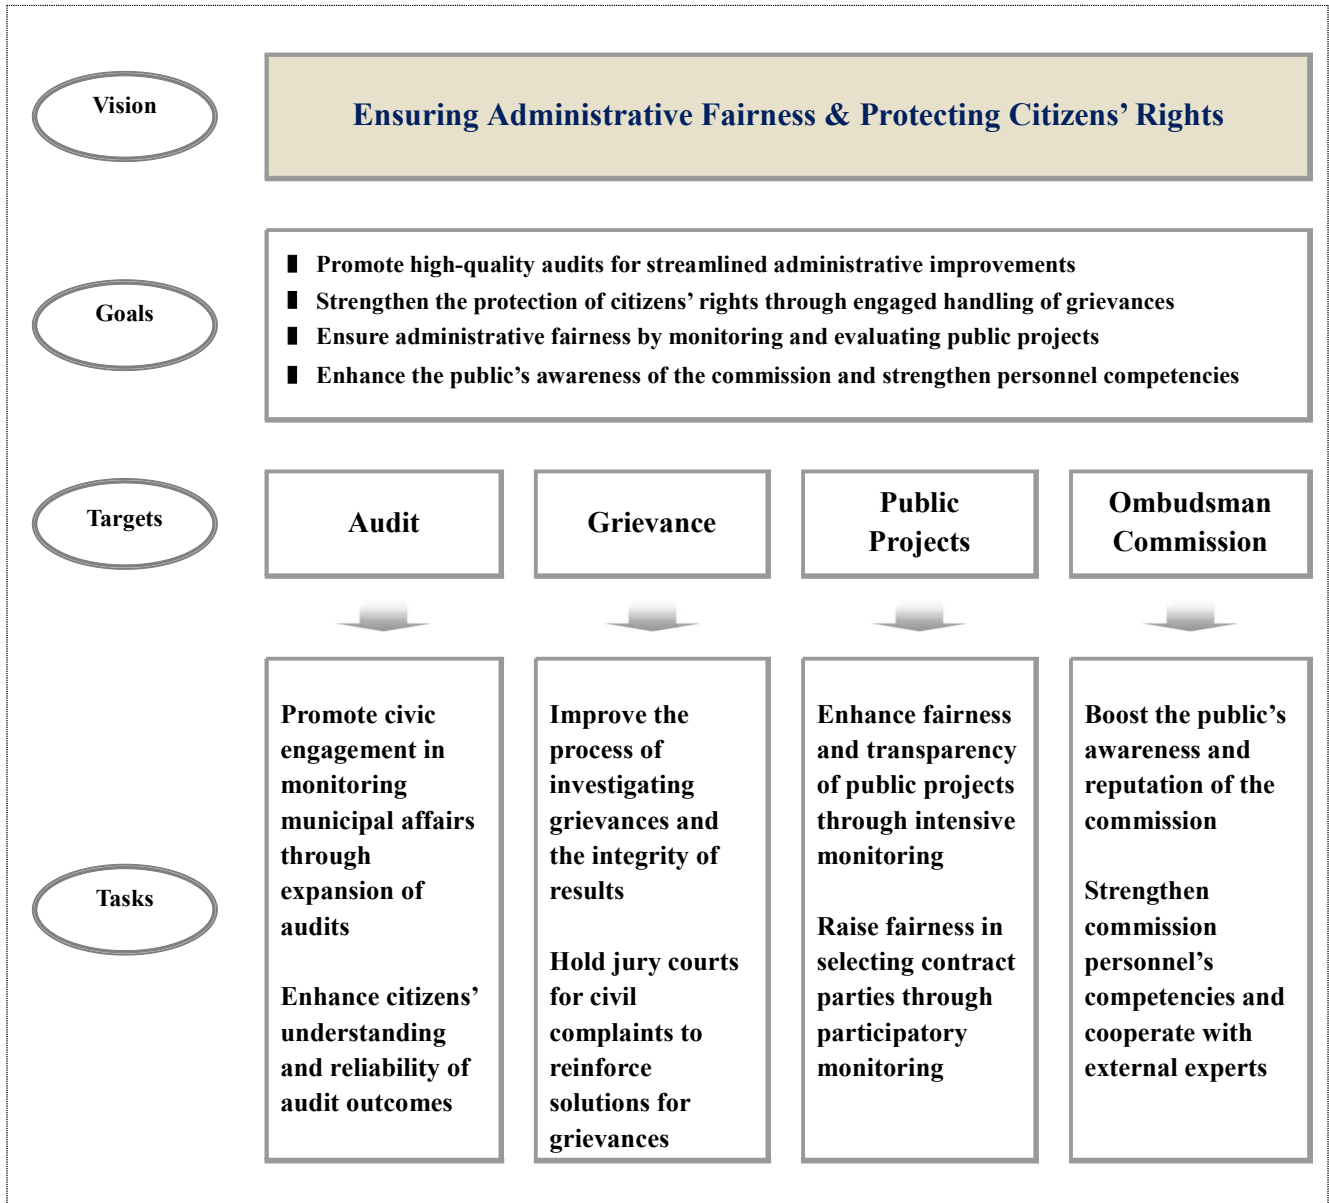 Vision
Ensuring Administrative Fairness & Protecting Citizens’ Rights
Goals
Promote high-quality audits for streamlined administrative improvements
Strengthen the protection of citizens’ rights through engaged handling of grievances
Ensure administrative fairness by monitoring and evaluating public projects
Enhance the public’s awareness of the commission and strengthen personnel competencies
Targets
Audit
Grievance
Public
Projects
Ombudsman
Commission
Tasks
Promote civic
engagement in
monitoring
municipal affairs
through
expansion of
audits
Enhance citizens’
understanding
and reliability of
audit outcomes
Improve the
process of
investigating
grievances and
the integrity of
results
Hold jury courts
for civil
complaints to
reinforce
solutions for
grievances
Enhance fairness
and transparency
of public projects
through intensive
monitoring
Raise fairness in
selecting contract
parties through
participatory
monitoring
Boost the public’s
awareness and
reputation of the
commission
Strengthen
commission
personnel’s
competencies and
cooperate with
external experts